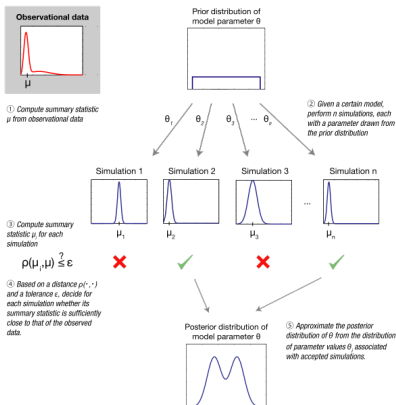 Observational data
μ
① Compute summary statistic
μ from observational data
Prior distribution of
model parameter θ
② Given a certain model,
perform n simulations, each
with a parameter drawn from
the prior distribution
θ₁ θ₂ θ₃ ... θₙ
Simulation 1 Simulation 2 Simulation 3 Simulation n
...
μ₁ μ₂ μ₃ μₙ
③ Compute summary
statistic μᵢ for each
simulation
ρ(μᵢ,μ) ≤ ε
?
④ Based on a distance ρ(·,·)
and a tolerance ε, decide for
each simulation whether its
summary statistic is sufficiently
close to that of the observed
data.
Posterior distribution of
model parameter θ
⑤ Approximate the posterior
distribution of θ from the distribution
of parameter values θᵢ associated
with accepted simulations.